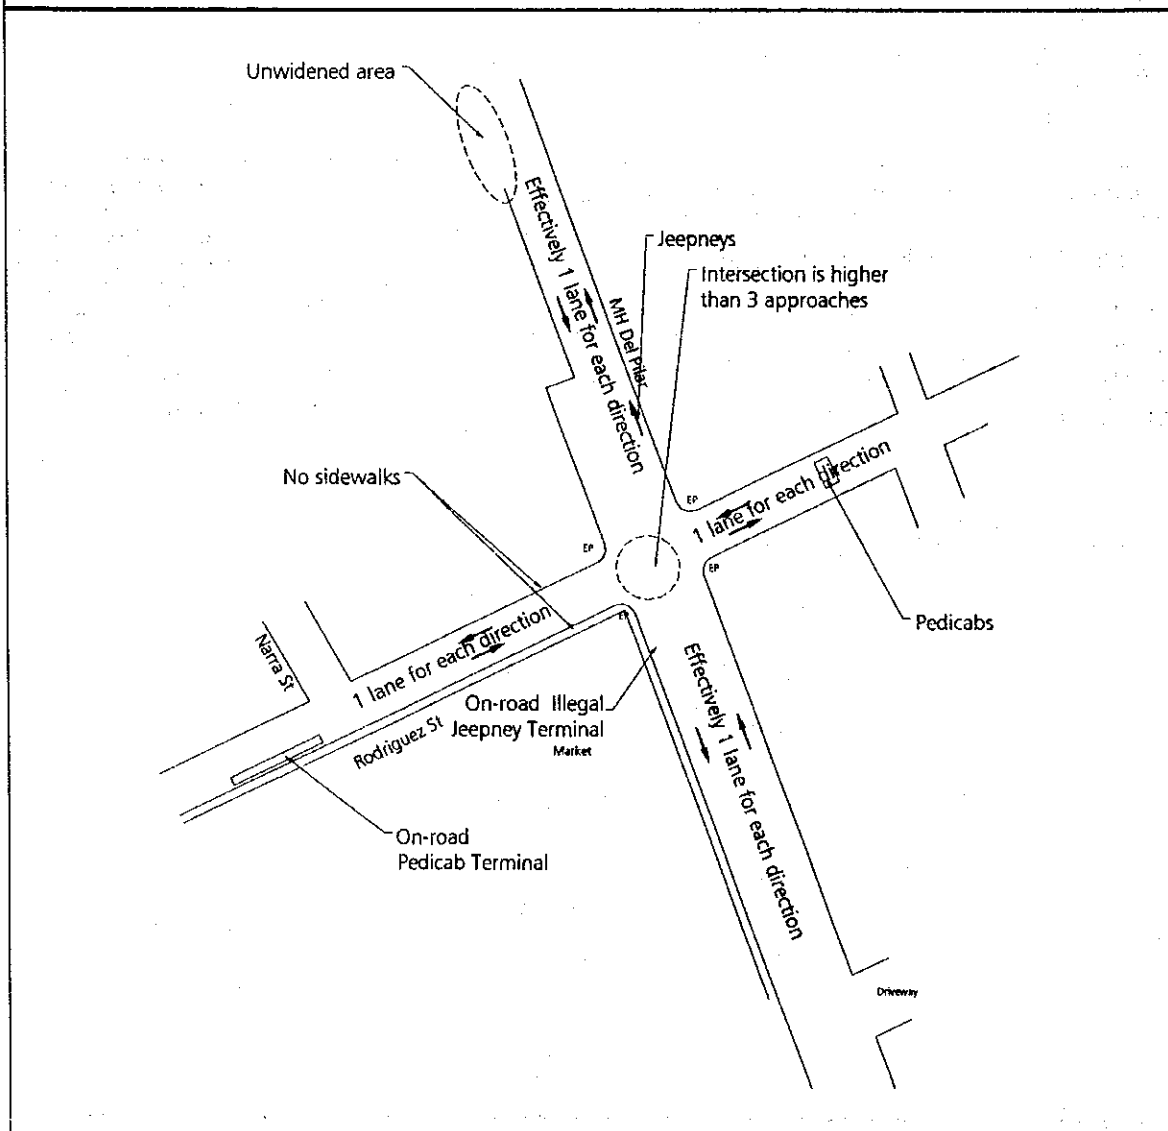 Unwidened area
Effectively 1 lane for each direction
Jeepneys
Intersection is higher
than 3 approaches
MH Del Pilar
No sidewalks
EP
1 lane for each direction
EP
EP
EP
Pedicabs
Narra St
1 lane for each direction
On-road Illegal
Jeepney Terminal
Market
Rodriguez St
Effectively 1 lane for each direction
On-road
Pedicab Terminal
Driveway